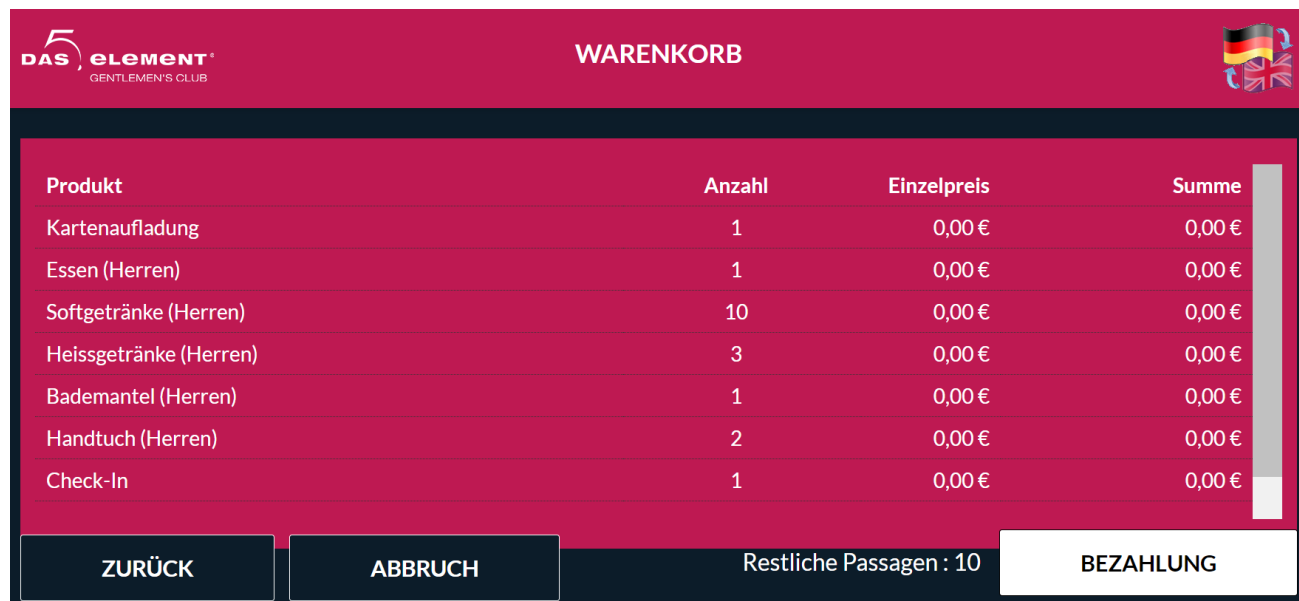 DAS 5 ELEMENT®
GENTLEMEN'S CLUB
WARENKORB
Produkt Anzahl Einzelpreis Summe
Kartenaufladung 1 0,00 € 0,00 €
Essen (Herren) 1 0,00 € 0,00 €
Softgetränke (Herren) 10 0,00 € 0,00 €
Heissgetränke (Herren) 3 0,00 € 0,00 €
Bademantel (Herren) 1 0,00 € 0,00 €
Handtuch (Herren) 2 0,00 € 0,00 €
Check-In 1 0,00 € 0,00 €
ZURÜCK ABBRUCH Restliche Passagen : 10 BEZAHLUNG